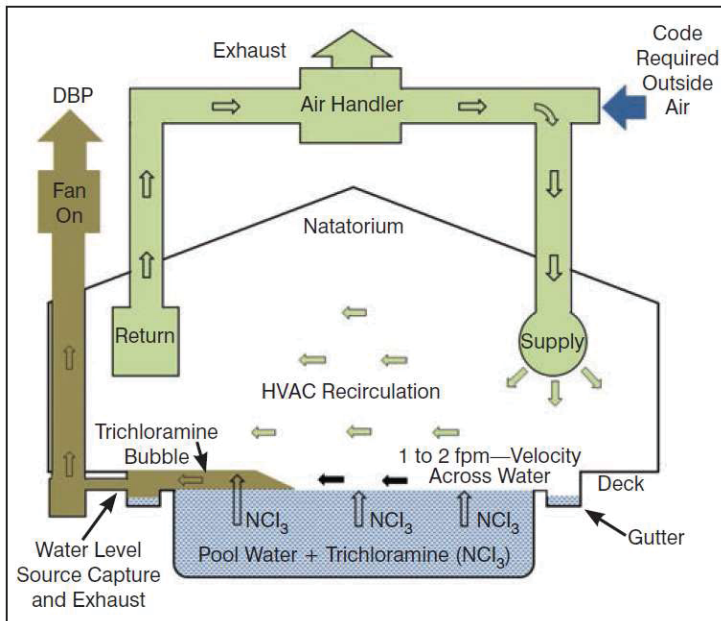 Code
Required
Outside
Air
Exhaust
DBP
Air Handler
Fan
On
Natatorium
Return
Supply
HVAC Recirculation
Trichloramine
Bubble
1 to 2 fpm—Velocity
Across Water
Deck
NCl₃
NCl₃
NCl₃
Gutter
Pool Water + Trichloramine (NCl₃)
Water Level
Source Capture
and Exhaust